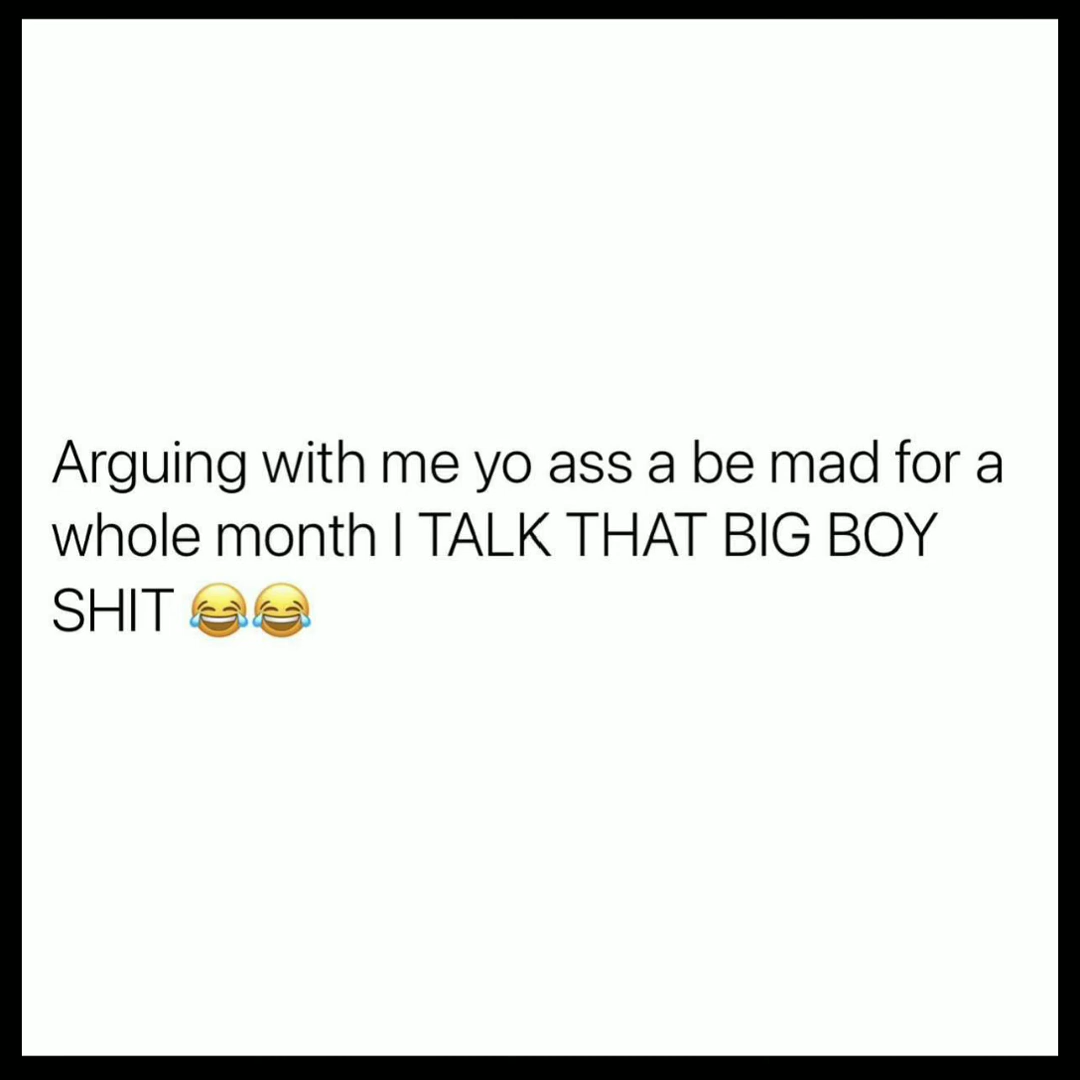 Arguing with me yo ass a be mad for a
whole month I TALK THAT BIG BOY
SHIT 😂😂